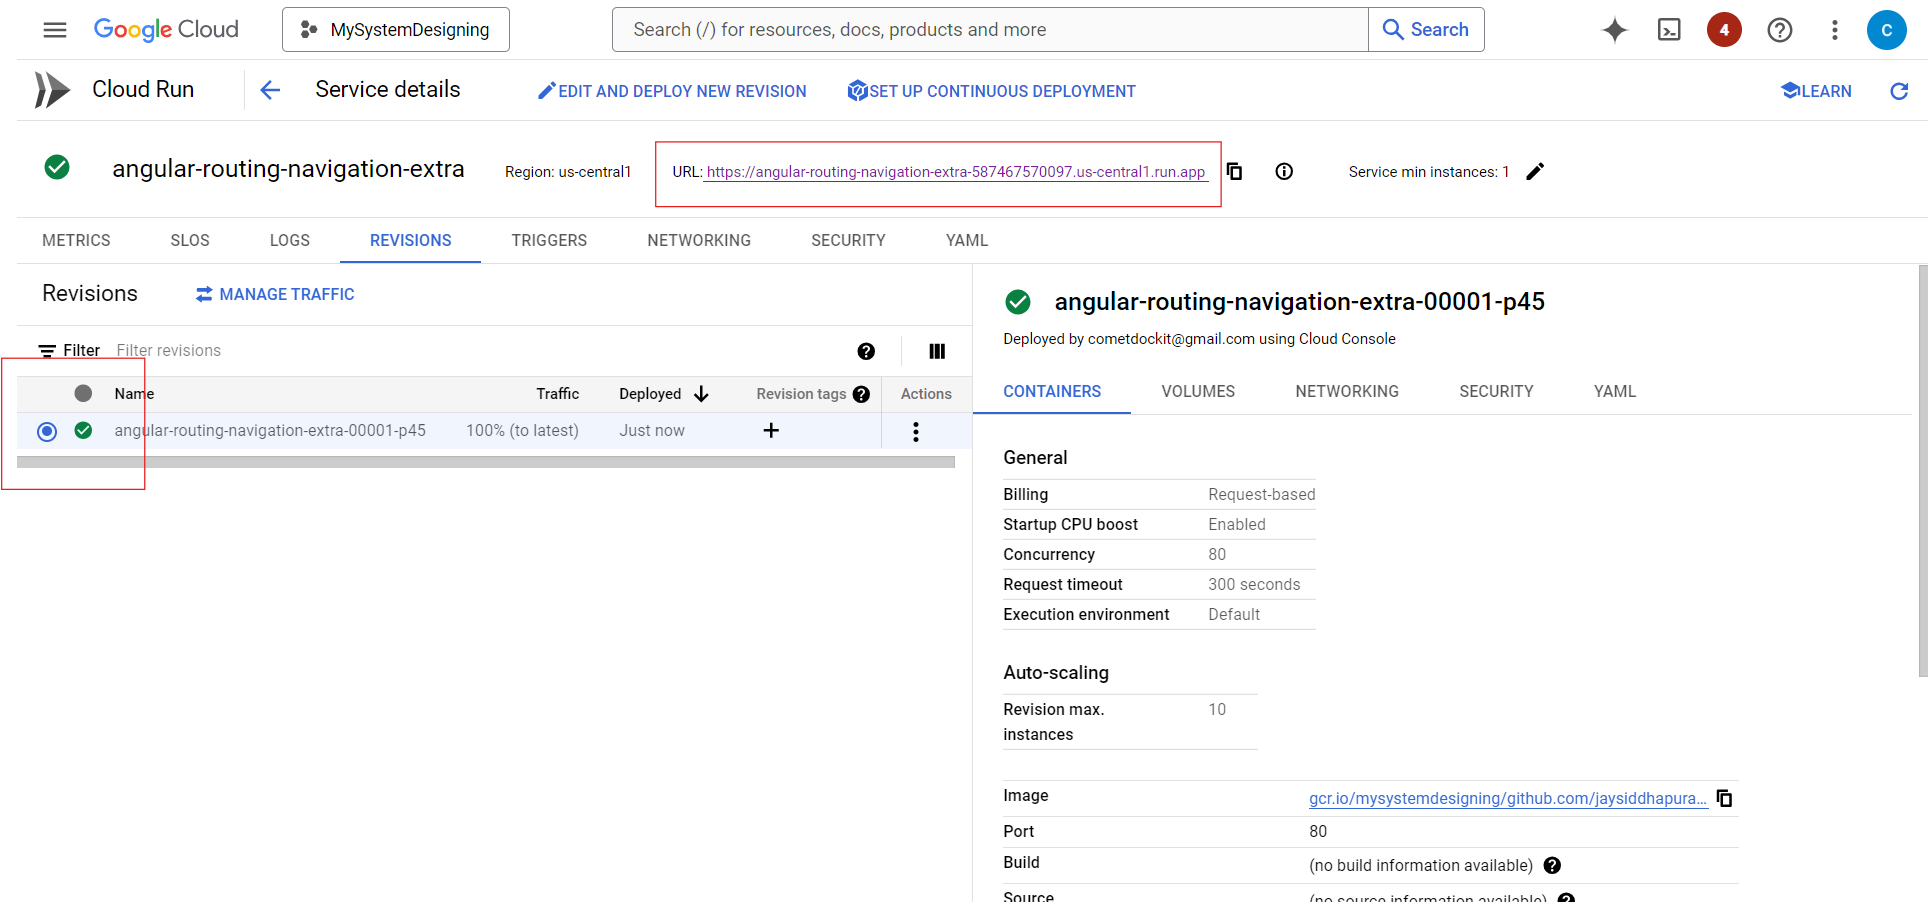 Google Cloud MySystemDesigning Search (/) for resources, docs, products and more Search 4 C
Cloud Run Service details EDIT AND DEPLOY NEW REVISION SET UP CONTINUOUS DEPLOYMENT LEARN
angular-routing-navigation-extra Region: us-central1 URL: https://angular-routing-navigation-extra-587467570097.us-central1.run.app Service min instances: 1
METRICS SLOS LOGS REVISIONS TRIGGERS NETWORKING SECURITY YAML
Revisions MANAGE TRAFFIC
Filter Filter revisions
Name Traffic Deployed Revision tags Actions
angular-routing-navigation-extra-00001-p45 100% (to latest) Just now
angular-routing-navigation-extra-00001-p45
Deployed by cometdockit@gmail.com using Cloud Console
CONTAINERS VOLUMES NETWORKING SECURITY YAML
General
Billing Request-based
Startup CPU boost Enabled
Concurrency 80
Request timeout 300 seconds
Execution environment Default
Auto-scaling
Revision max. 10
instances
Image gcr.io/mysystemdesigning/github.com/jaysiddhapura...
Port 80
Build (no build information available)
Source (no source information available)